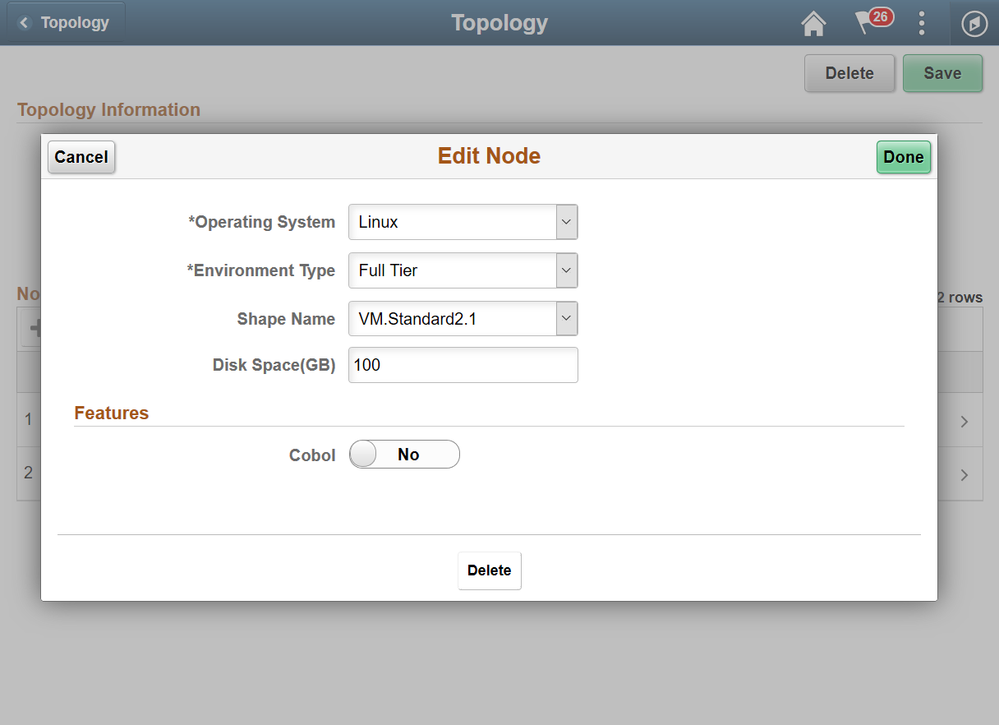 Topology
Topology
26
Delete
Save
Topology Information
Cancel
Edit Node
Done
*Operating System
Linux
*Environment Type
Full Tier
Shape Name
VM.Standard2.1
Disk Space(GB)
100
No
2 rows
Features
1
Cobol
No
2
Delete